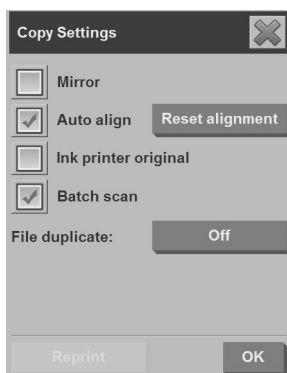 Copy Settings
Mirror
Auto align Reset alignment
Ink printer original
Batch scan
File duplicate: Off
Reprint OK